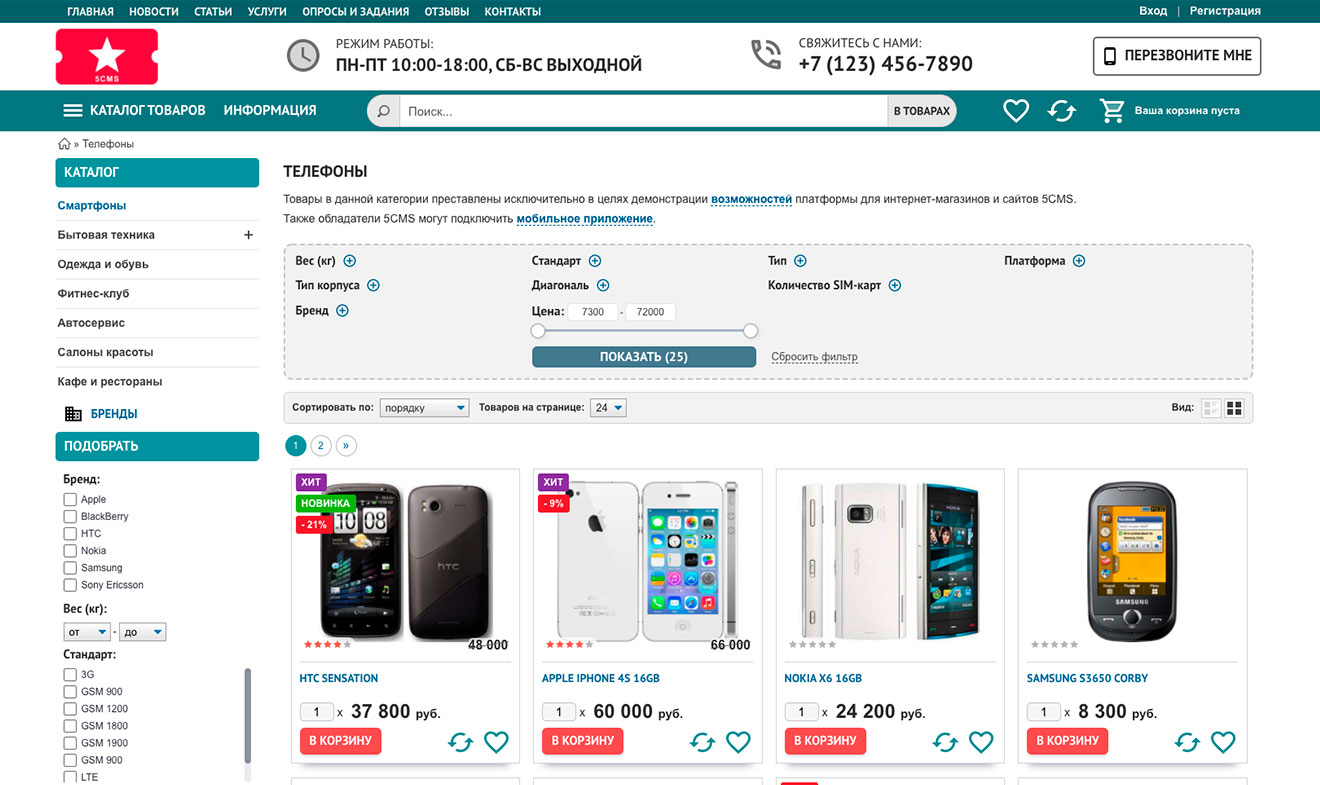 ГЛАВНАЯ НОВОСТИ СТАТЬИ УСЛУГИ ОПРОСЫ И ЗАДАНИЯ ОТЗЫВЫ КОНТАКТЫ Вход | Регистрация
5CMS
РЕЖИМ РАБОТЫ:
ПН-ПТ 10:00-18:00, СБ-ВС ВЫХОДНОЙ
СВЯЖИТЕСЬ С НАМИ:
+7 (123) 456-7890
ПЕРЕЗВОНИТЕ МНЕ
КАТАЛОГ ТОВАРОВ ИНФОРМАЦИЯ Поиск... В ТОВАРАХ Ваша корзина пуста
» Телефоны
КАТАЛОГ
Смартфоны
Бытовая техника +
Одежда и обувь
Фитнес-клуб
Автосервис
Салоны красоты
Кафе и рестораны
БРЕНДЫ
ПОДОБРАТЬ
Бренд:
Apple
BlackBerry
HTC
Nokia
Samsung
Sony Ericsson
Вес (кг):
от - до
Стандарт:
3G
GSM 900
GSM 1200
GSM 1800
GSM 1900
GSM 900
LTE
ТЕЛЕФОНЫ
Товары в данной категории преставлены исключительно в целях демонстрации возможностей платформы для интернет-магазинов и сайтов 5CMS.
Также обладатели 5CMS могут подключить мобильное приложение.
Вес (кг) Стандарт Тип Платформа
Тип корпуса Диагональ Количество SIM-карт
Бренд Цена: 7300 - 72000
ПОКАЗАТЬ (25) Сбросить фильтр
Сортировать по: порядку Товаров на странице: 24 Вид:
1 2 »
ХИТ
НОВИНКА
- 21%
10 08
hTC
48 000
HTC SENSATION
1 x 37 800 руб.
В КОРЗИНУ
ХИТ
- 9%
66 000
APPLE IPHONE 4S 16GB
1 x 60 000 руб.
В КОРЗИНУ
NOKIA
NOKIA
NOKIA X6 16GB
1 x 24 200 руб.
В КОРЗИНУ
Facebook
SAMSUNG
SAMSUNG S3650 CORBY
1 x 8 300 руб.
В КОРЗИНУ